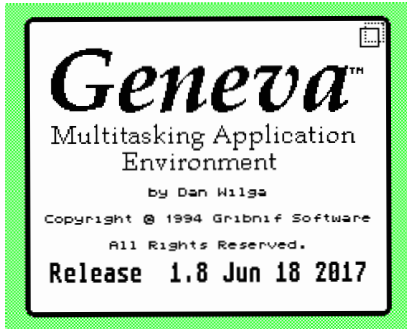 Geneva™
Multitasking Application
Environment
by Dan Wilga
Copyright © 1994 Gribnif Software
All Rights Reserved.
Release 1.8 Jun 18 2017